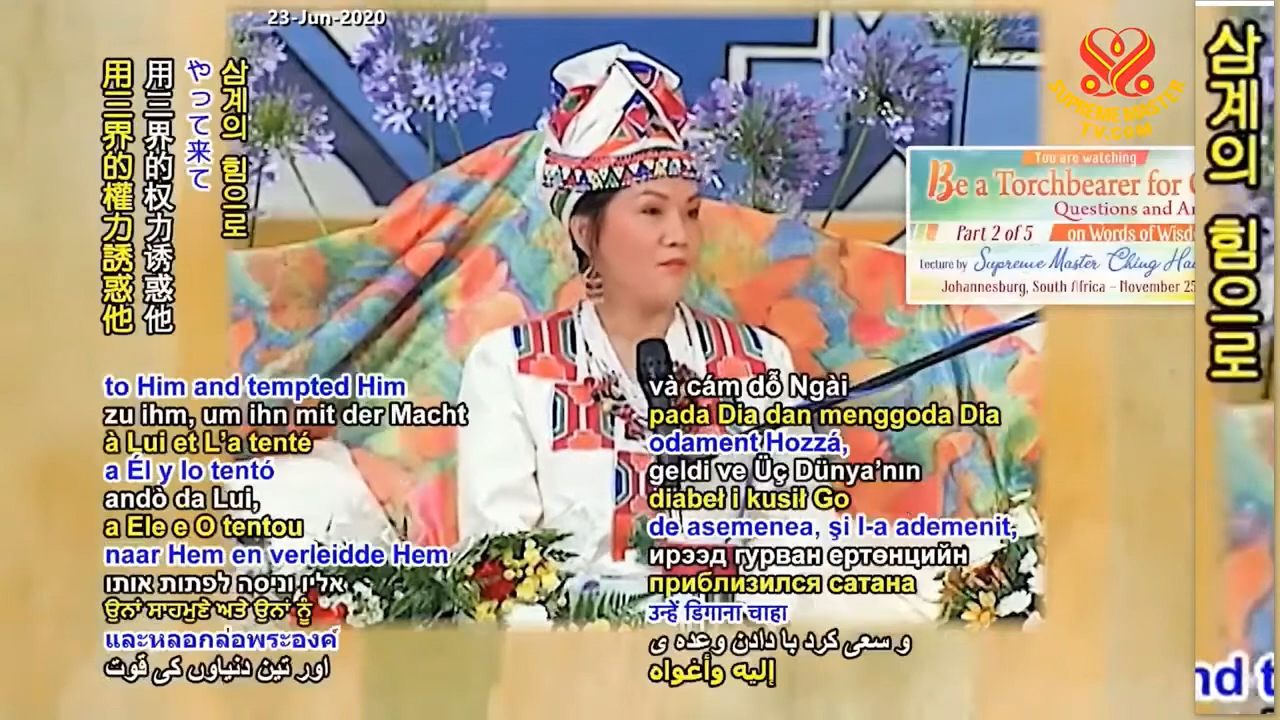 23-Jun-2020
삼계의 힘으로
やって来て
用三界的权力诱惑他
用三界的權力誘惑他
SUPREME MASTER
TV.COM
You are watching
Be a Torchbearer for
Questions and
Part 2 of 5
on Words of
Lecture by Supreme Master Ching
Johannesburg, South Africa – November 25
to Him and tempted Him
zu ihm, um ihn mit der Macht
à Lui et L’a tenté
a Él y lo tentó
andò da Lui,
a Ele e O tentou
naar Hem en verleidde Hem
אליו וניסה לפתות אותו
ਉਨਾਂ ਸਾਹਮੁਣੇ ਅਤੇ ਉਨਾਂ ਨੂੰ
และหลอกล่อพระองค์
اور تین دنیاوں کی قوت
và cám dỗ Ngài
pada Dia dan menggoda Dia
odament Hozzá,
geldi ve Üç Dünya’nın
diabeł i kusił Go
de asemenea, şi l-a ademenit,
ирээд гурван ертөнцийн
приблизился сатана
उन्हें डिगाना चाहा
و سعی کرد با دادن وعده ی
إليه وأغواه
삼계의 힘으로